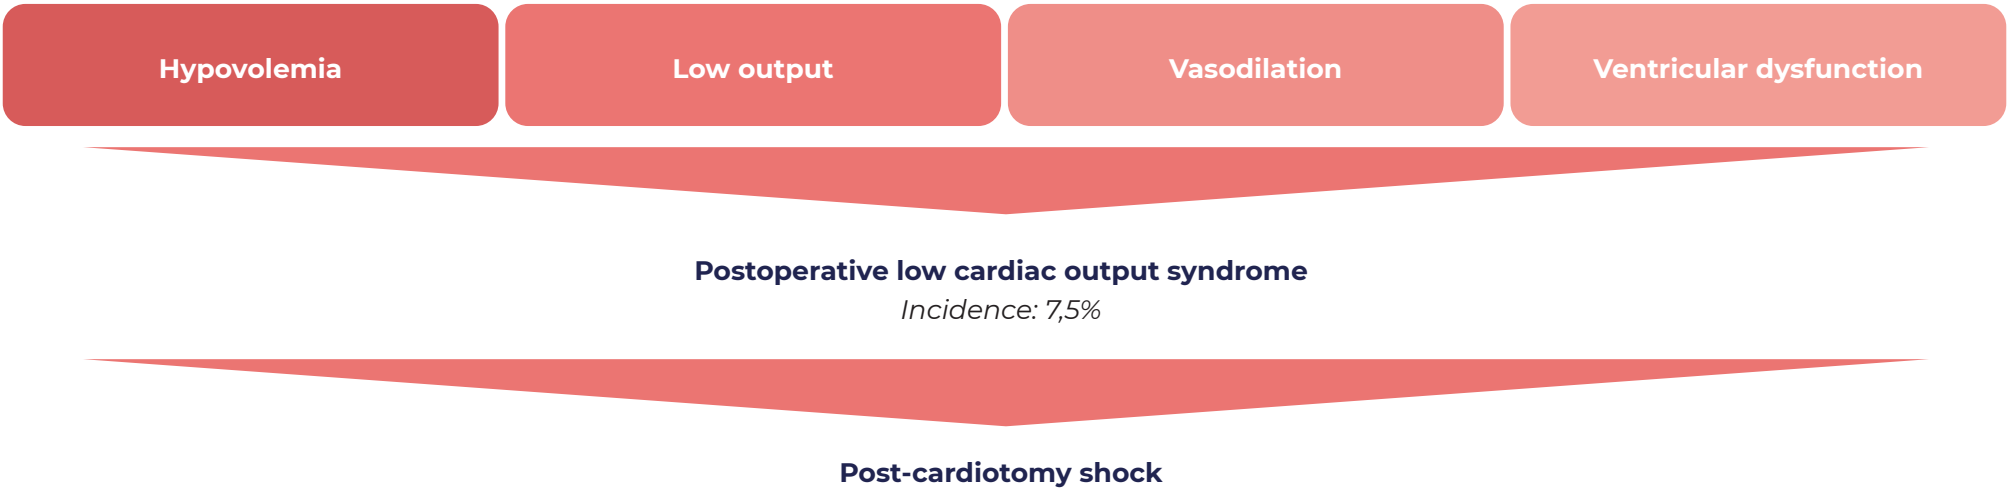 Hypovolemia
Low output
Vasodilation
Ventricular dysfunction
Postoperative low cardiac output syndrome
Incidence: 7,5%
Post-cardiotomy shock